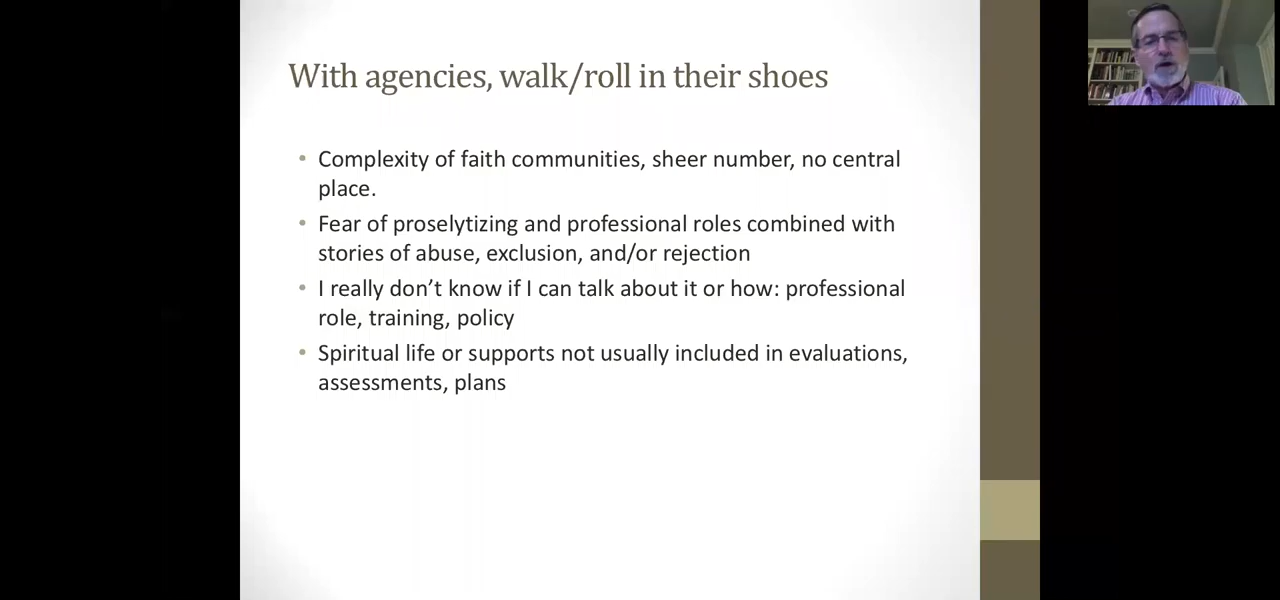 With agencies, walk/roll in their shoes
• Complexity of faith communities, sheer number, no central
place.
• Fear of proselytizing and professional roles combined with
stories of abuse, exclusion, and/or rejection
• I really don’t know if I can talk about it or how: professional
role, training, policy
• Spiritual life or supports not usually included in evaluations,
assessments, plans